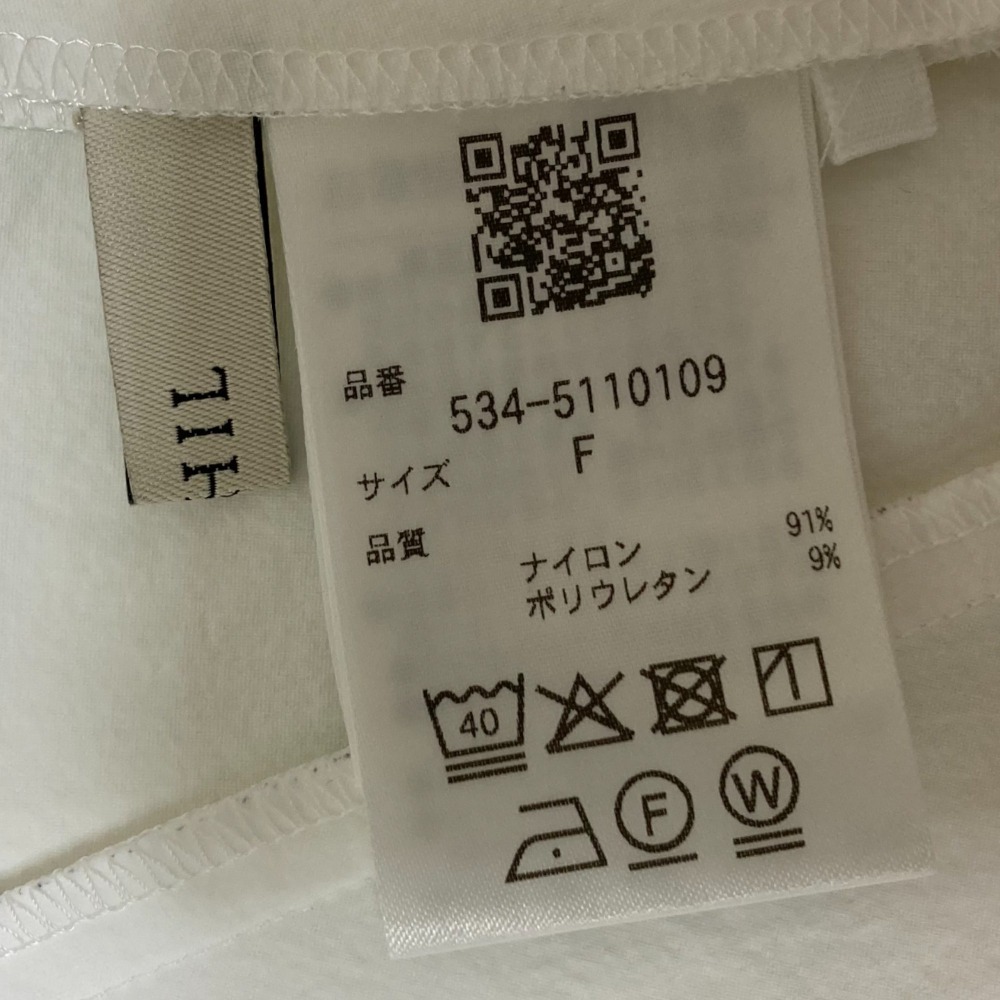 HIL
品番 534-5110109
サイズ F
品質
ナイロン 91%
ポリウレタン 9%
40
F W